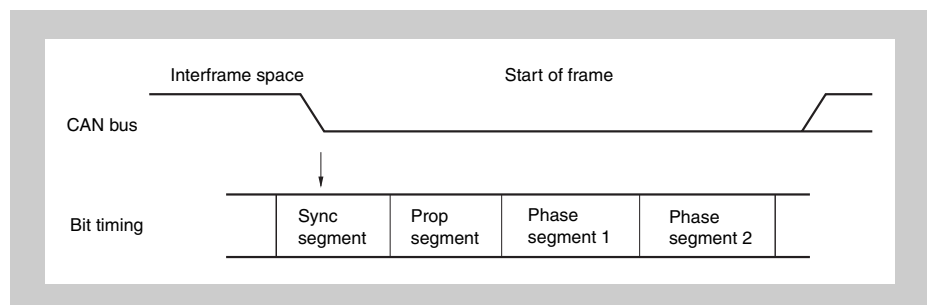 Interframe space
Start of frame
CAN bus
Bit timing
Sync
segment
Prop
segment
Phase
segment 1
Phase
segment 2